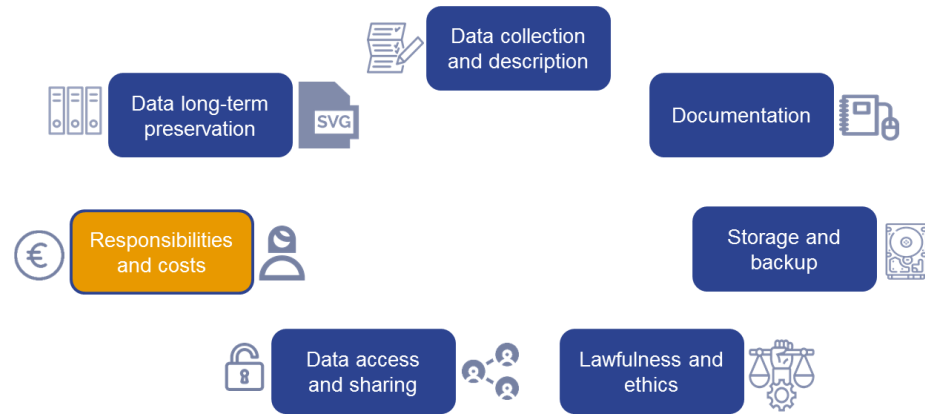 Data collection
and description
Data long-term
preservation
SVG
Documentation
€
Responsibilities
and costs
Storage and
backup
Data access
and sharing
Lawfulness and
ethics